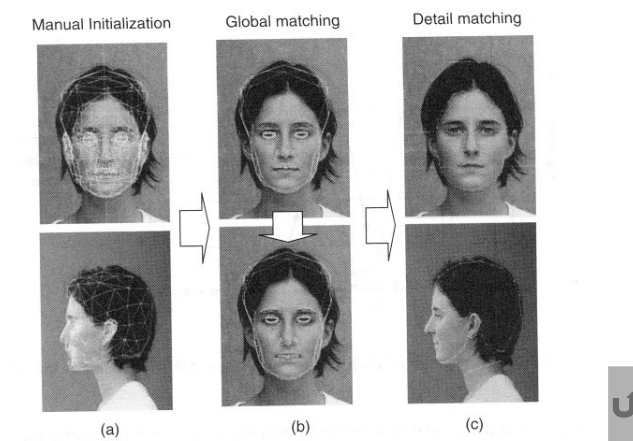 Manual Initialization
Global matching
Detail matching
(a)
(b)
(c)